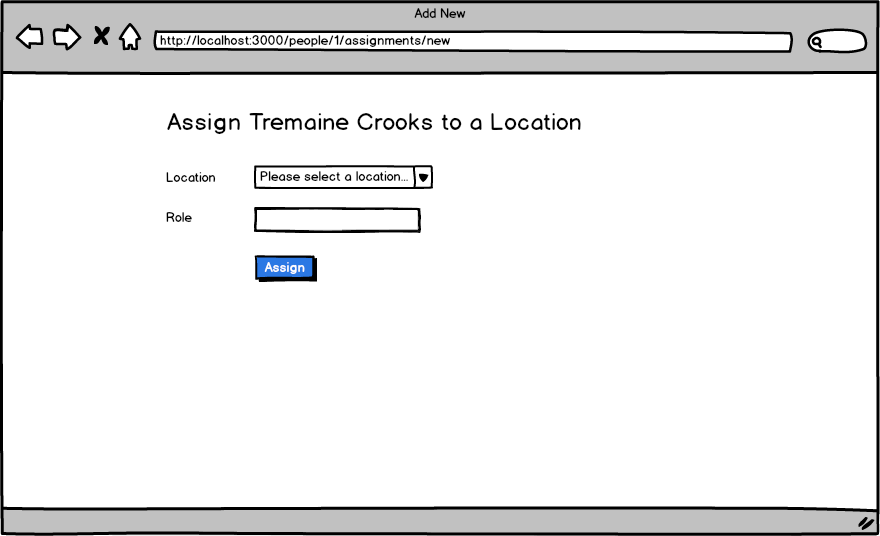 Add New
http://localhost:3000/people/1/assignments/new
Assign Tremaine Crooks to a Location
Location
Please select a location...
Role
Assign